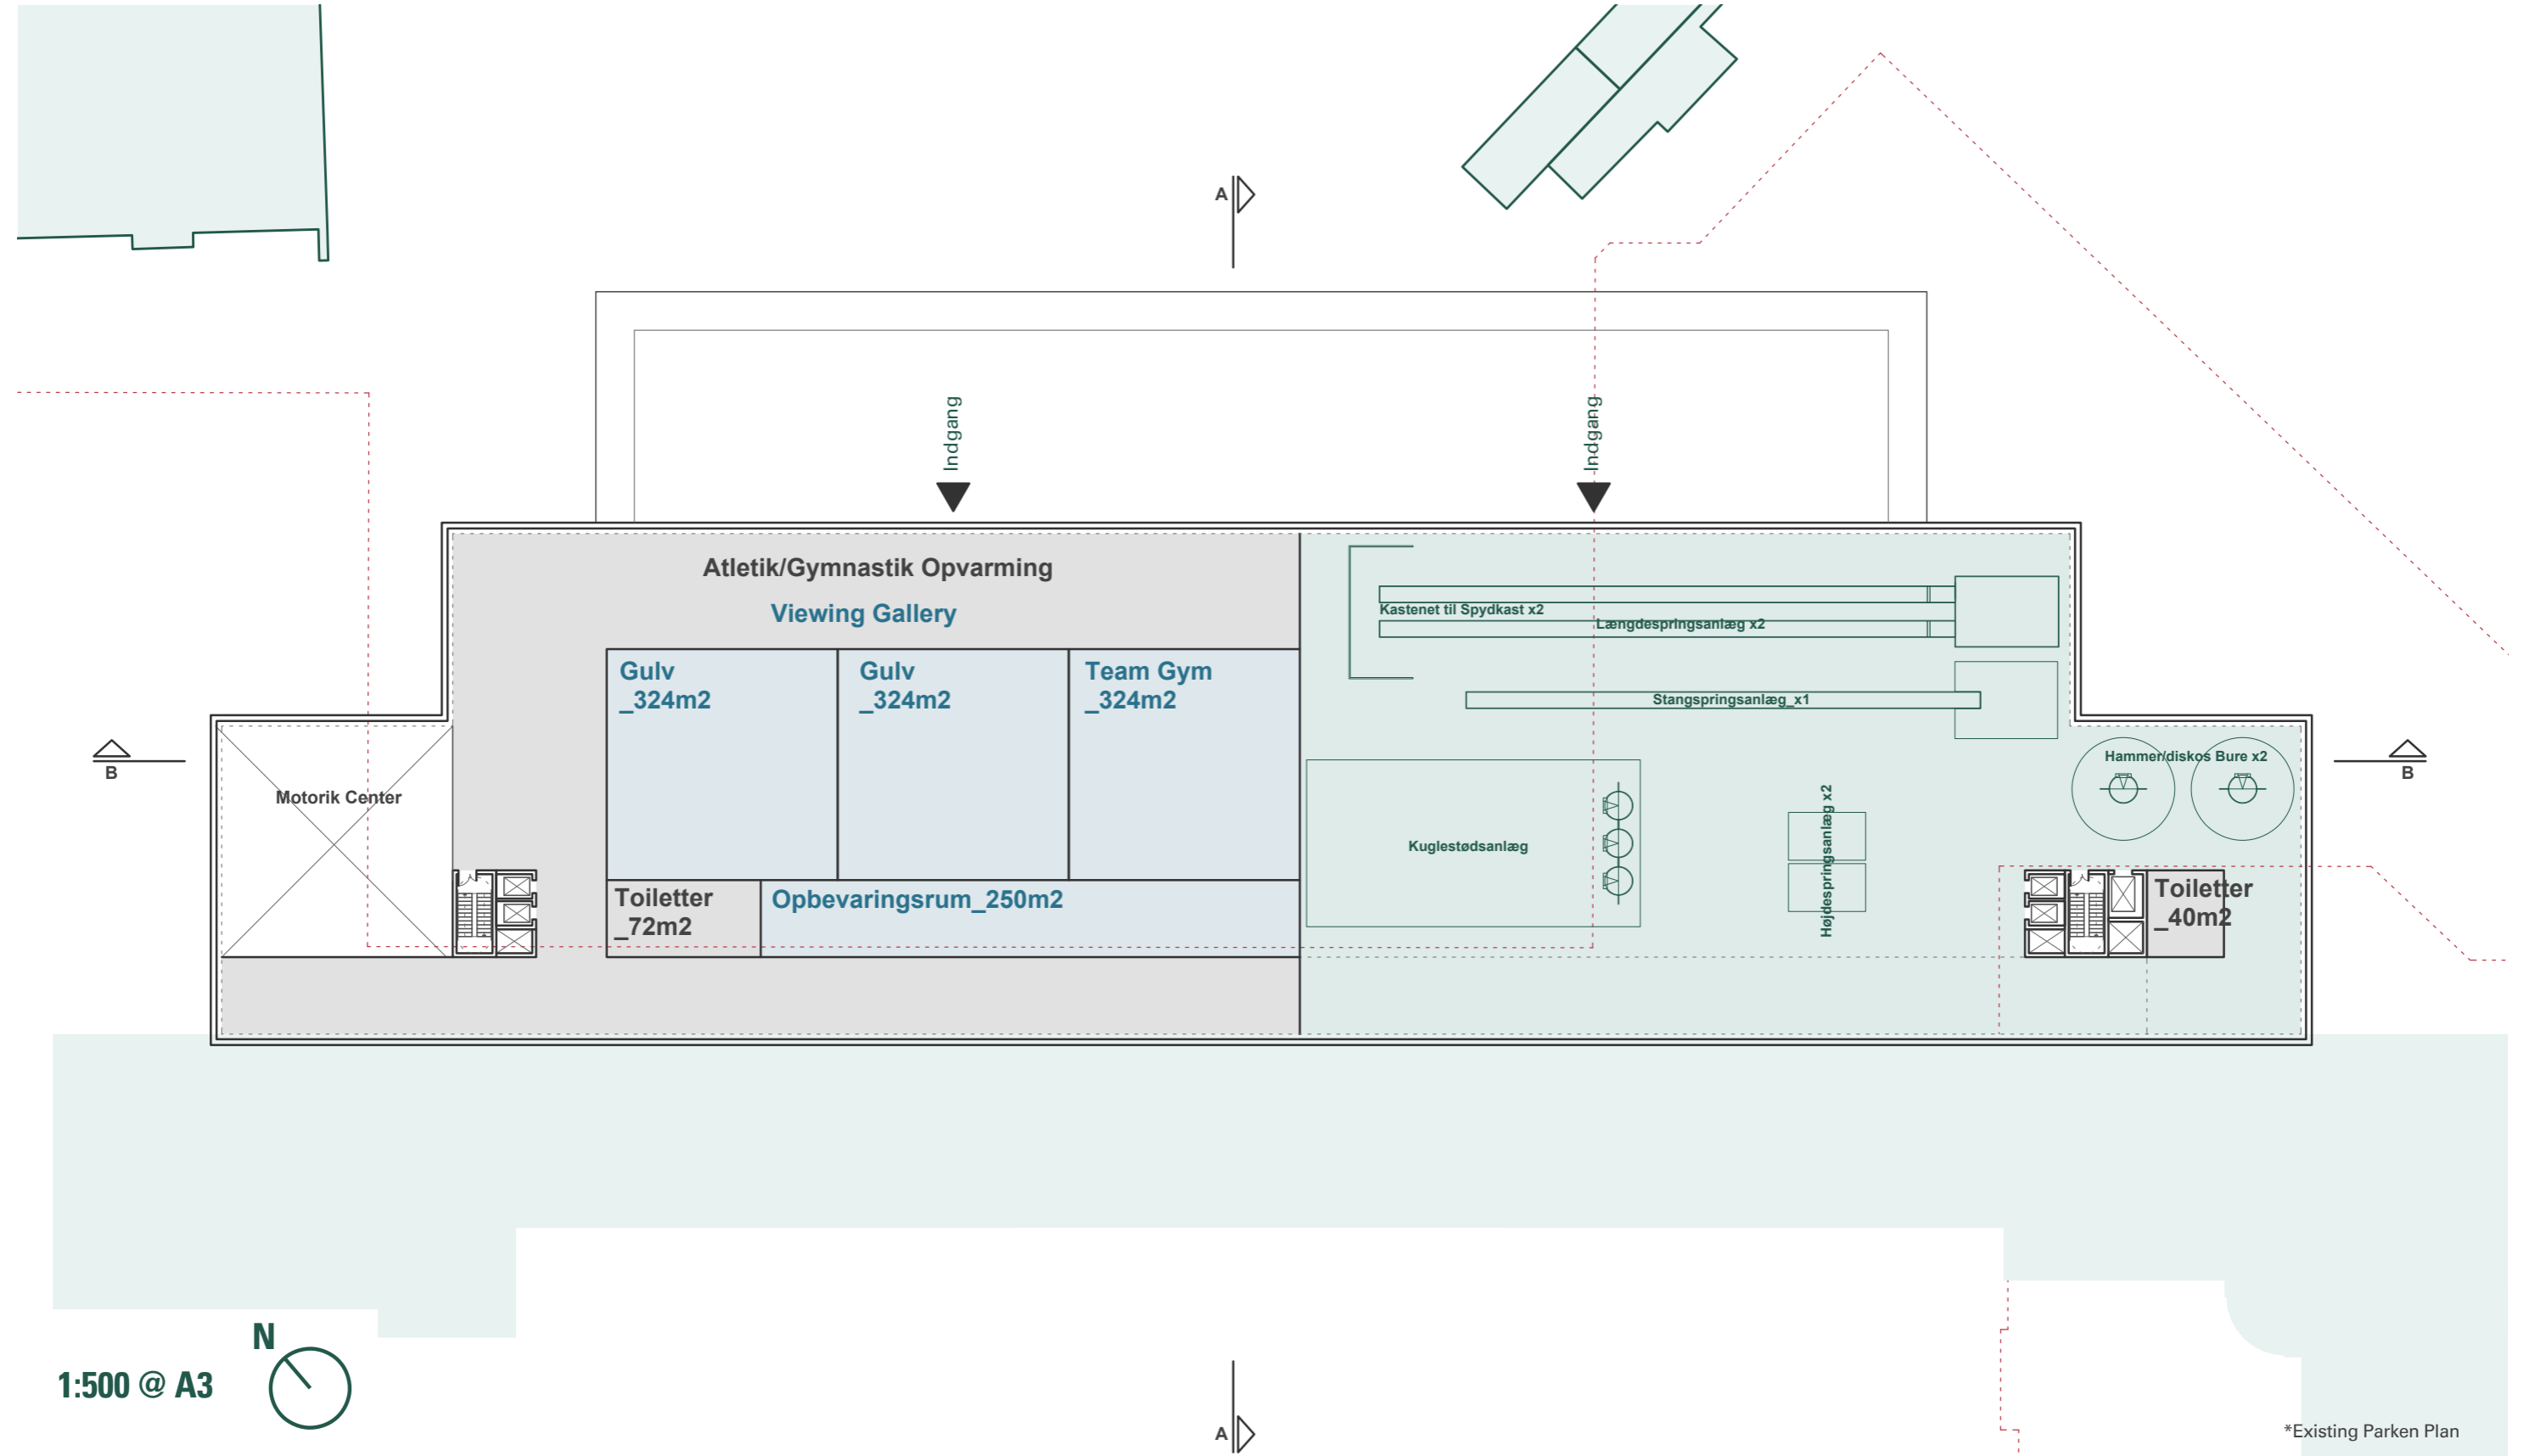 A
Indgang
Indgang
Atletik/Gymnastik Opvarming
Viewing Gallery
Kastenet til Spydkast x2
Længdespringsanlæg x2
Gulv
_324m2
Gulv
_324m2
Team Gym
_324m2
Stangspringsanlæg_x1
B
Motorik Center
Hammer/diskos Bure x2
B
Kuglestødsanlæg
Højdespringsanlæg x2
Toiletter
_72m2
Opbevaringsrum_250m2
Toiletter
_40m2
N
1:500 @ A3
A
*Existing Parken Plan